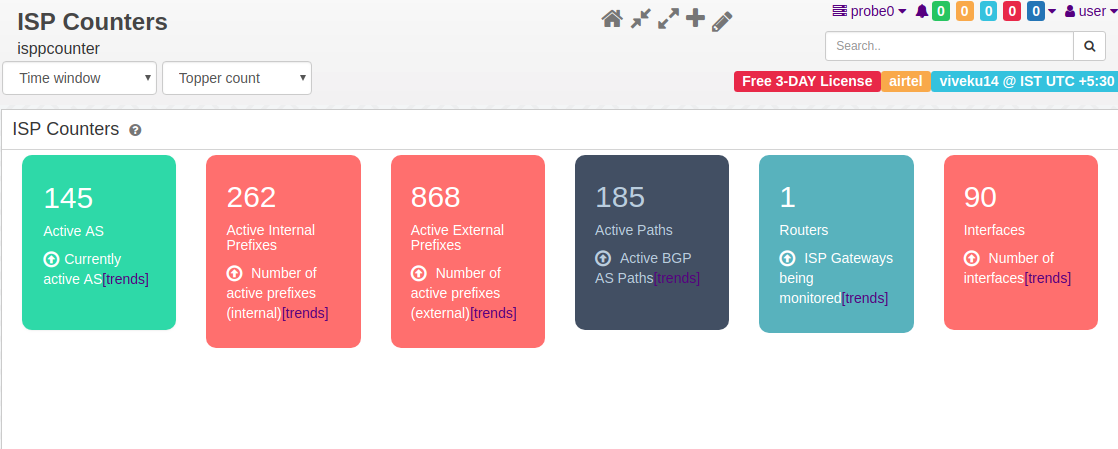 ISP Counters
isppcounter
probe0
0 0 0 0 0
user
Search..
Time window
Topper count
Free 3-DAY License airtel viveku14 @ IST UTC +5:30
ISP Counters
145
Active AS
Currently
active AS[trends]
262
Active Internal
Prefixes
Number of
active prefixes
(internal)[trends]
868
Active External
Prefixes
Number of
active prefixes
(external)[trends]
185
Active Paths
Active BGP
AS Paths[trends]
1
Routers
ISP Gateways
being
monitored[trends]
90
Interfaces
Number of
interfaces[trends]